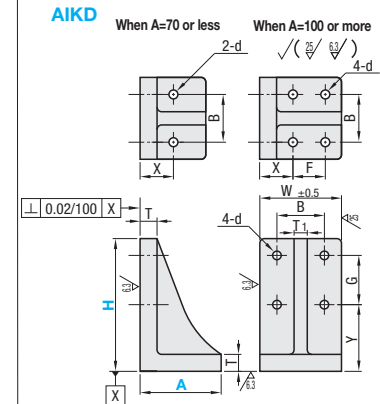 AIKD
When A=70 or less
When A=100 or more
25
6.3
2-d
4-d
B
B
X
X
F
W ±0.5
⊥ 0.02/100 X
T
B
4-d
T1
25
6.3
6.3
H
G
Y
T
A
6.3
X